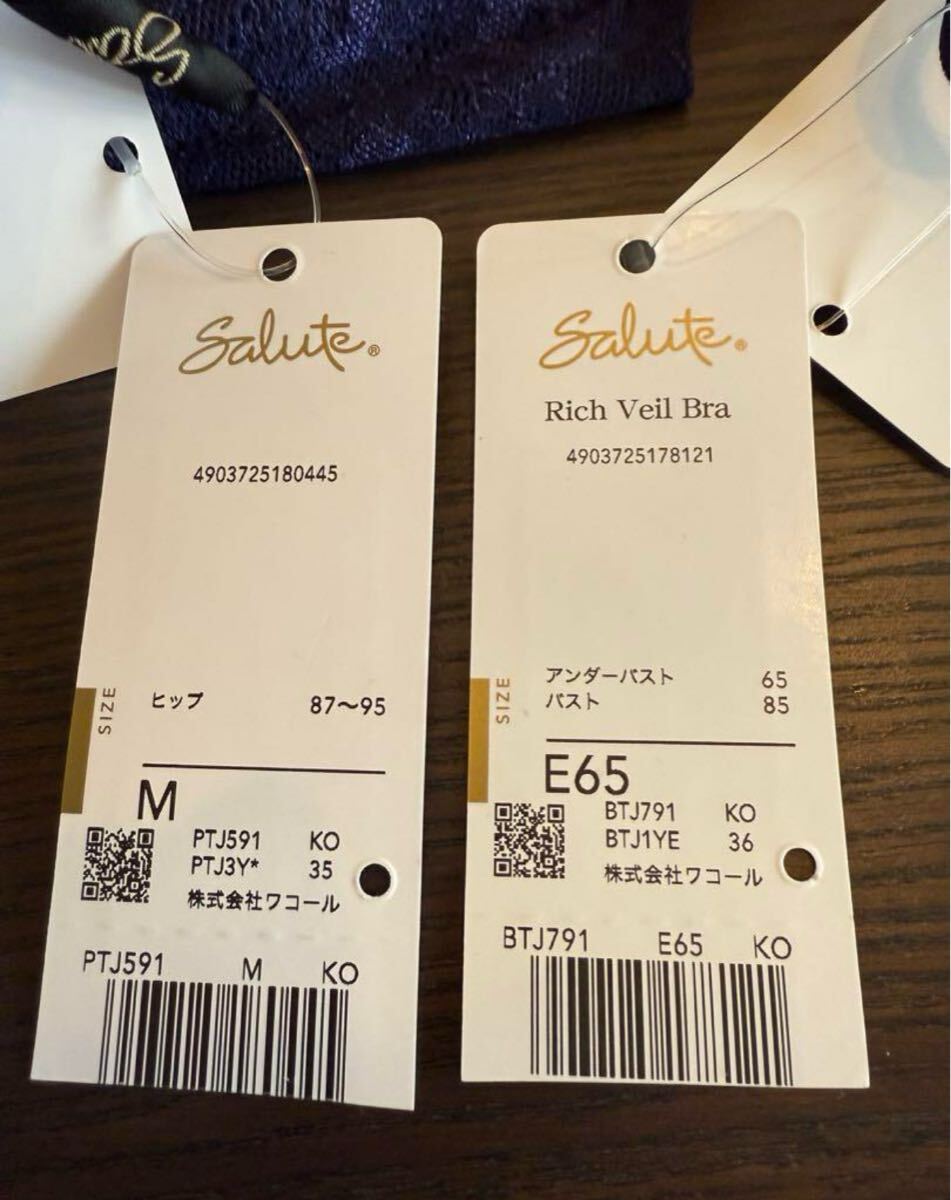 Salute®
4903725180445
SIZE
ヒップ 87〜95
M
PTJ591 KO
PTJ3Y* 35
株式会社ワコール
PTJ591 M KO
Salute®
Rich Veil Bra
4903725178121
SIZE
アンダーバスト 65
バスト 85
E65
BTJ791 KO
BTJ1YE 36
株式会社ワコール
BTJ791 E65 KO